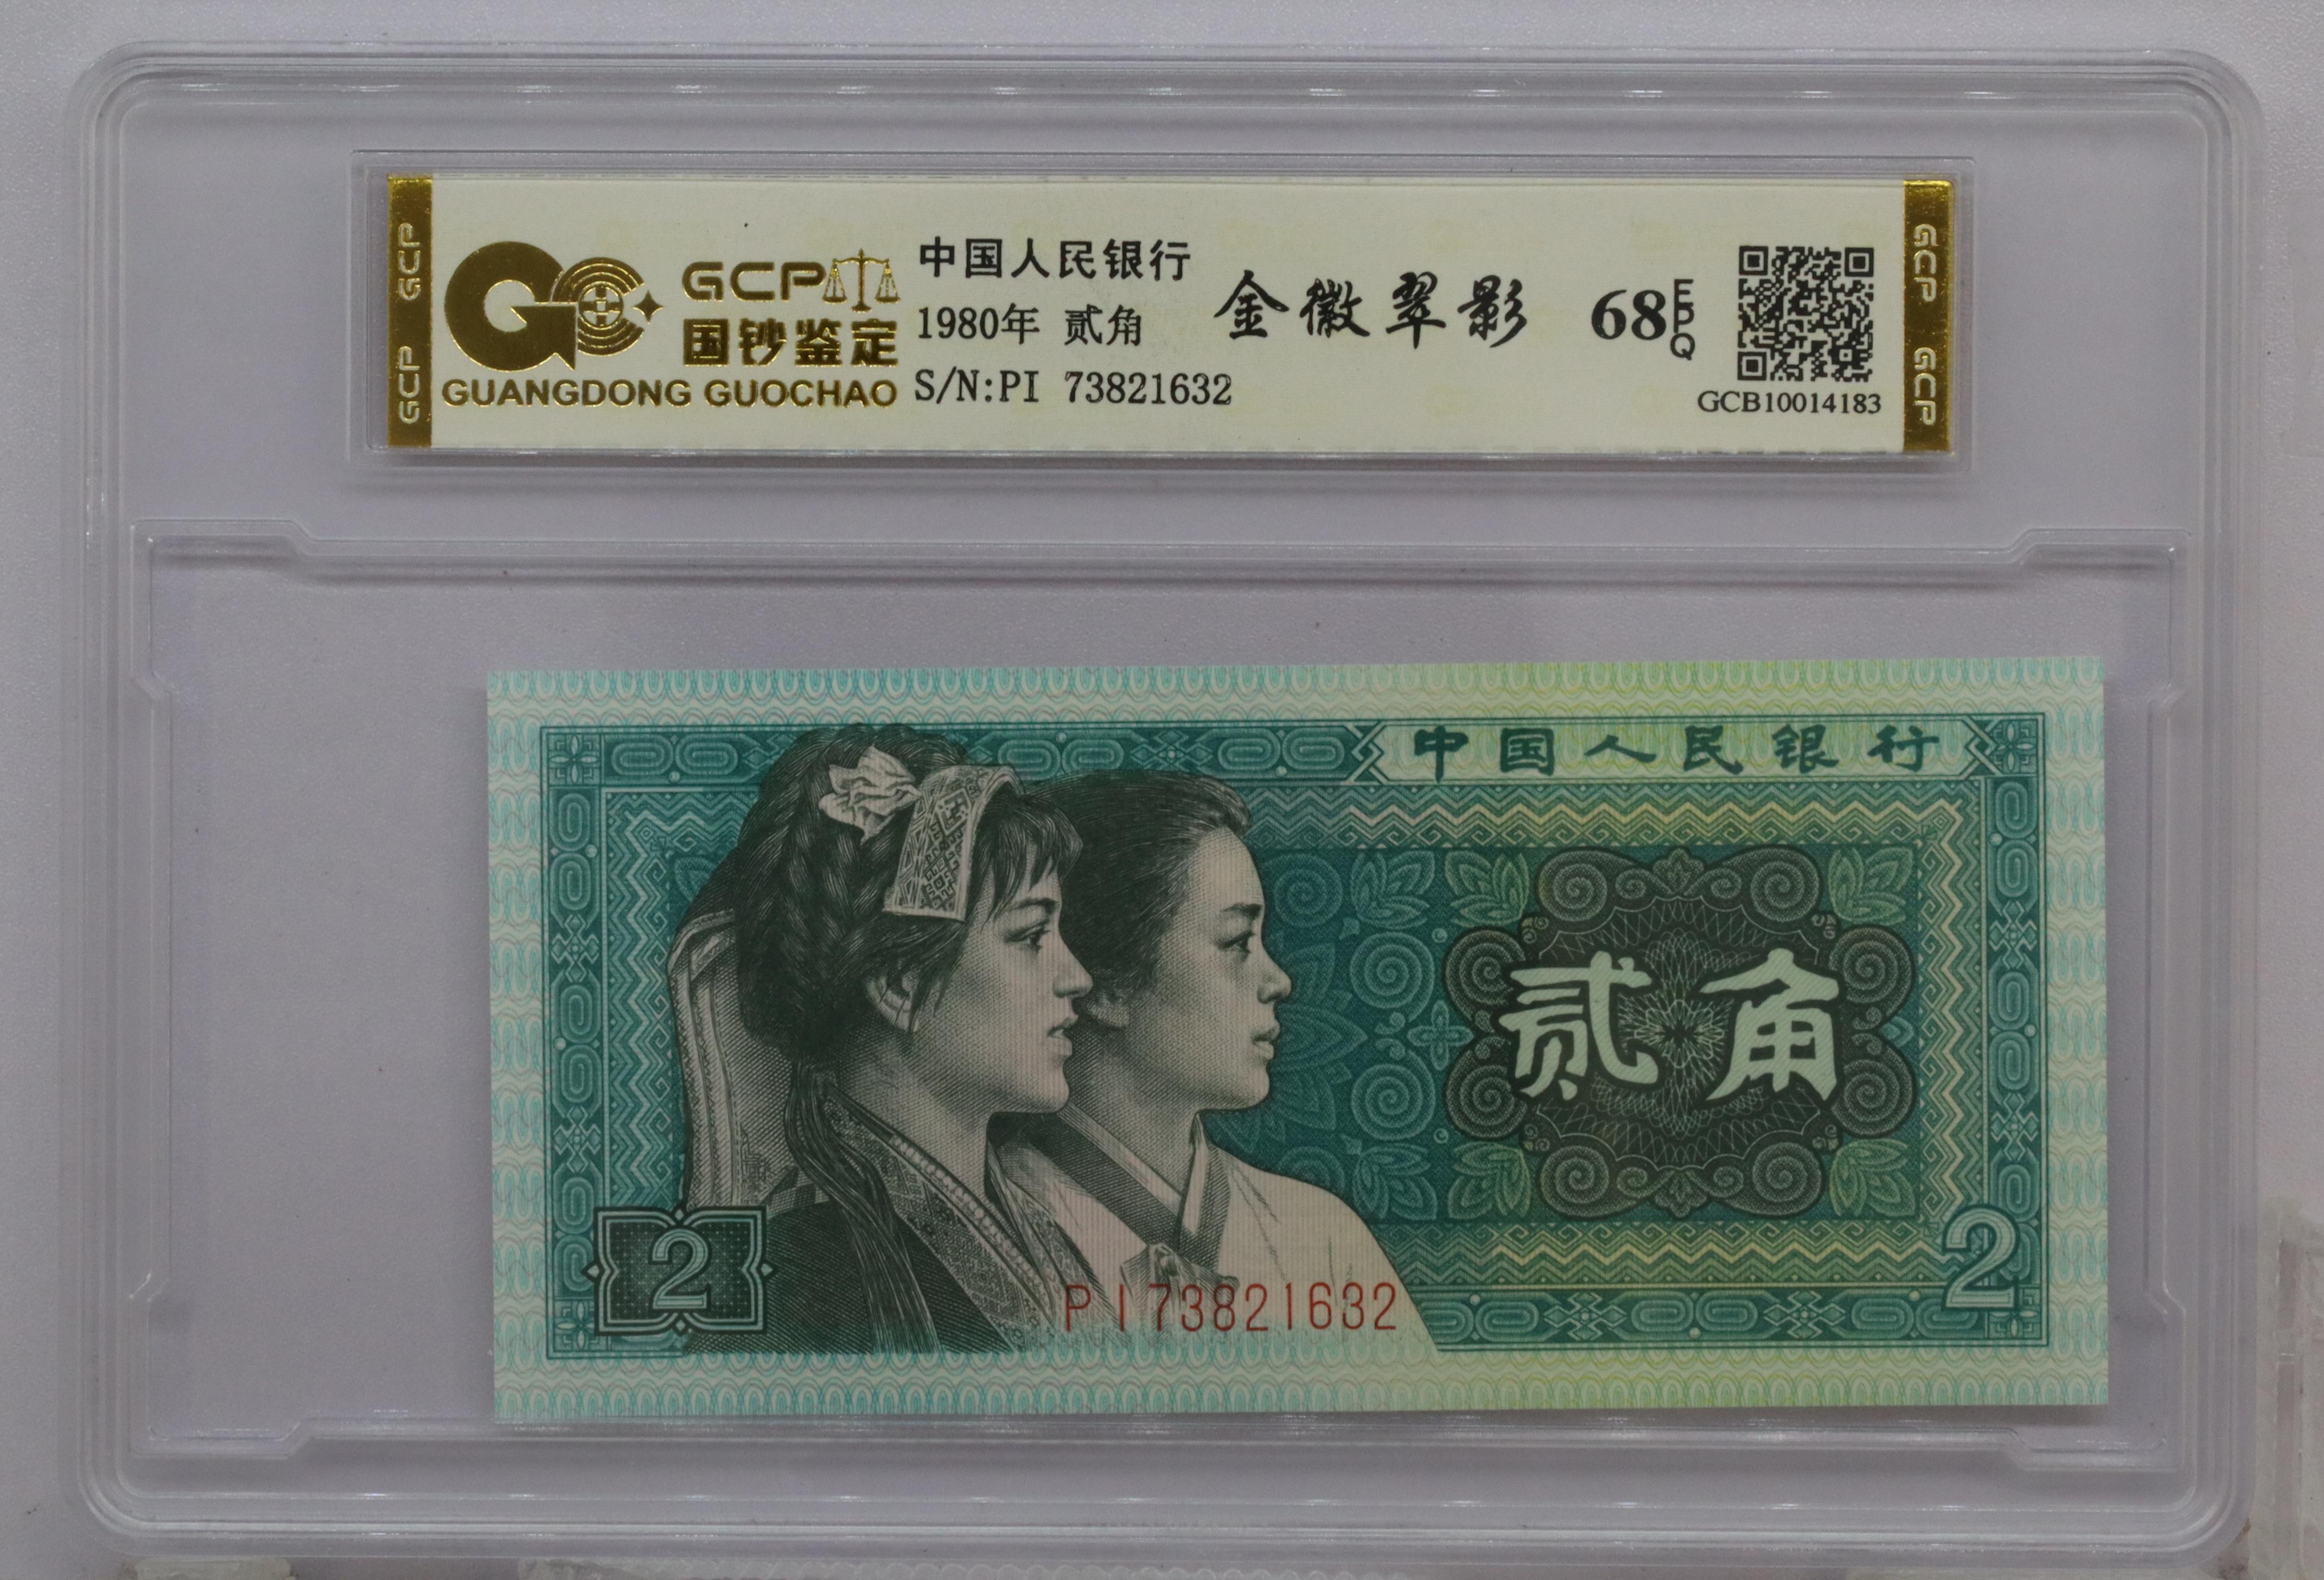 GCP GCP
GCP
国钞鉴定
GUANGDONG GUOCHAO
中国人民银行
1980年 贰角
S/N:PI 73821632
金徽翠影
68 EPQ
GCB10014183
GCP GCP
中国人民银行
贰角
2
2
PI73821632